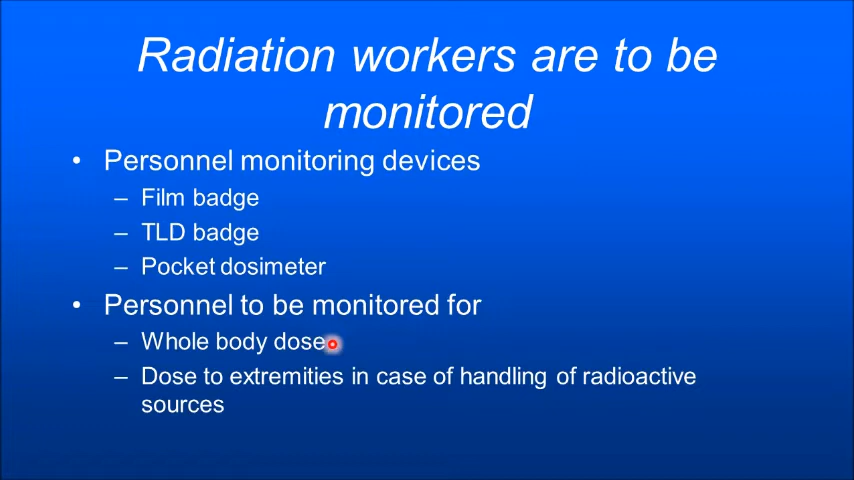 Radiation workers are to be
monitored
• Personnel monitoring devices
– Film badge
– TLD badge
– Pocket dosimeter
• Personnel to be monitored for
– Whole body dose
– Dose to extremities in case of handling of radioactive
sources